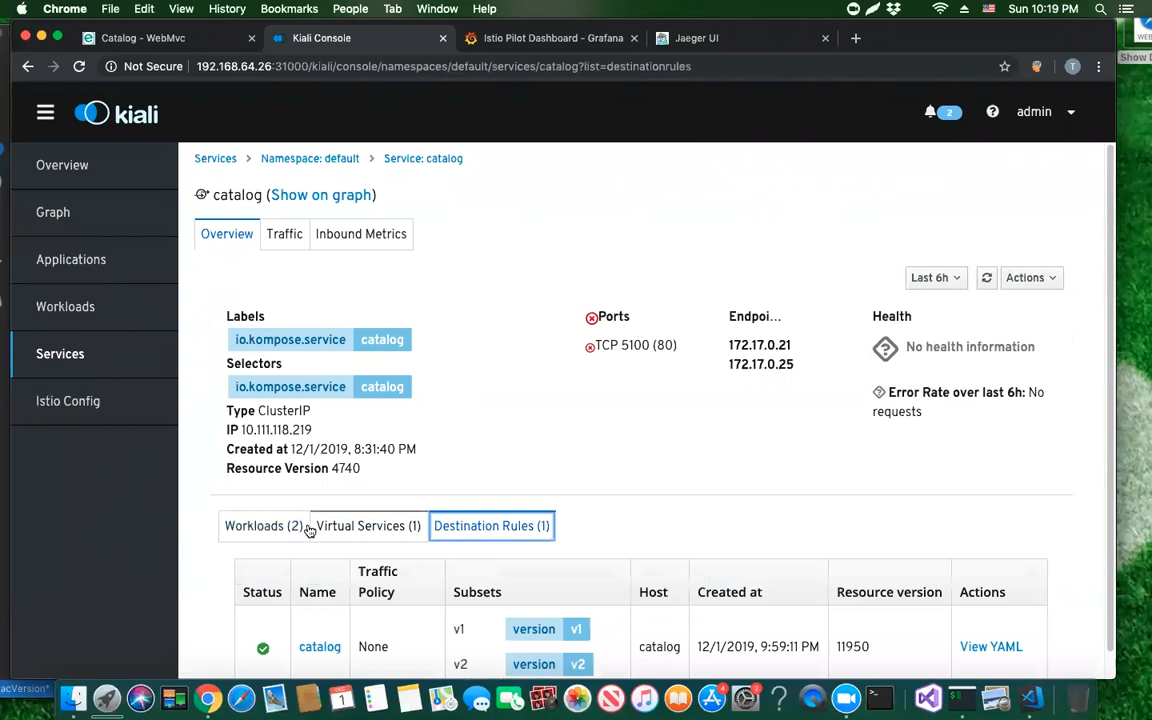 Chrome File Edit View History Bookmarks People Tab Window Help Sun 10:19 PM
Catalog - WebMvc
Kiali Console
Istio Pilot Dashboard - Grafana
Jaeger UI
Not Secure 192.168.64.26:31000/kiali/console/namespaces/default/services/catalog?list=destinationrules
T
WEB
Show D
kiali
2
admin
Overview
Graph
Applications
Workloads
Services
Istio Config
Services > Namespace: default > Service: catalog
catalog (Show on graph)
Overview Traffic Inbound Metrics
Last 6h
Actions
Labels
io.kompose.service catalog
Selectors
io.kompose.service catalog
Type ClusterIP
IP 10.111.118.219
Created at 12/1/2019, 8:31:40 PM
Resource Version 4740
Ports
TCP 5100 (80)
Endpoi...
172.17.0.21
172.17.0.25
Health
No health information
Error Rate over last 6h: No
requests
Workloads (2) Virtual Services (1) Destination Rules (1)
Status Name Traffic Policy Subsets Host Created at Resource version Actions
catalog None v1 version v1 catalog 12/1/2019, 9:59:11 PM 11950 View YAML
v2 version v2
acVersion"